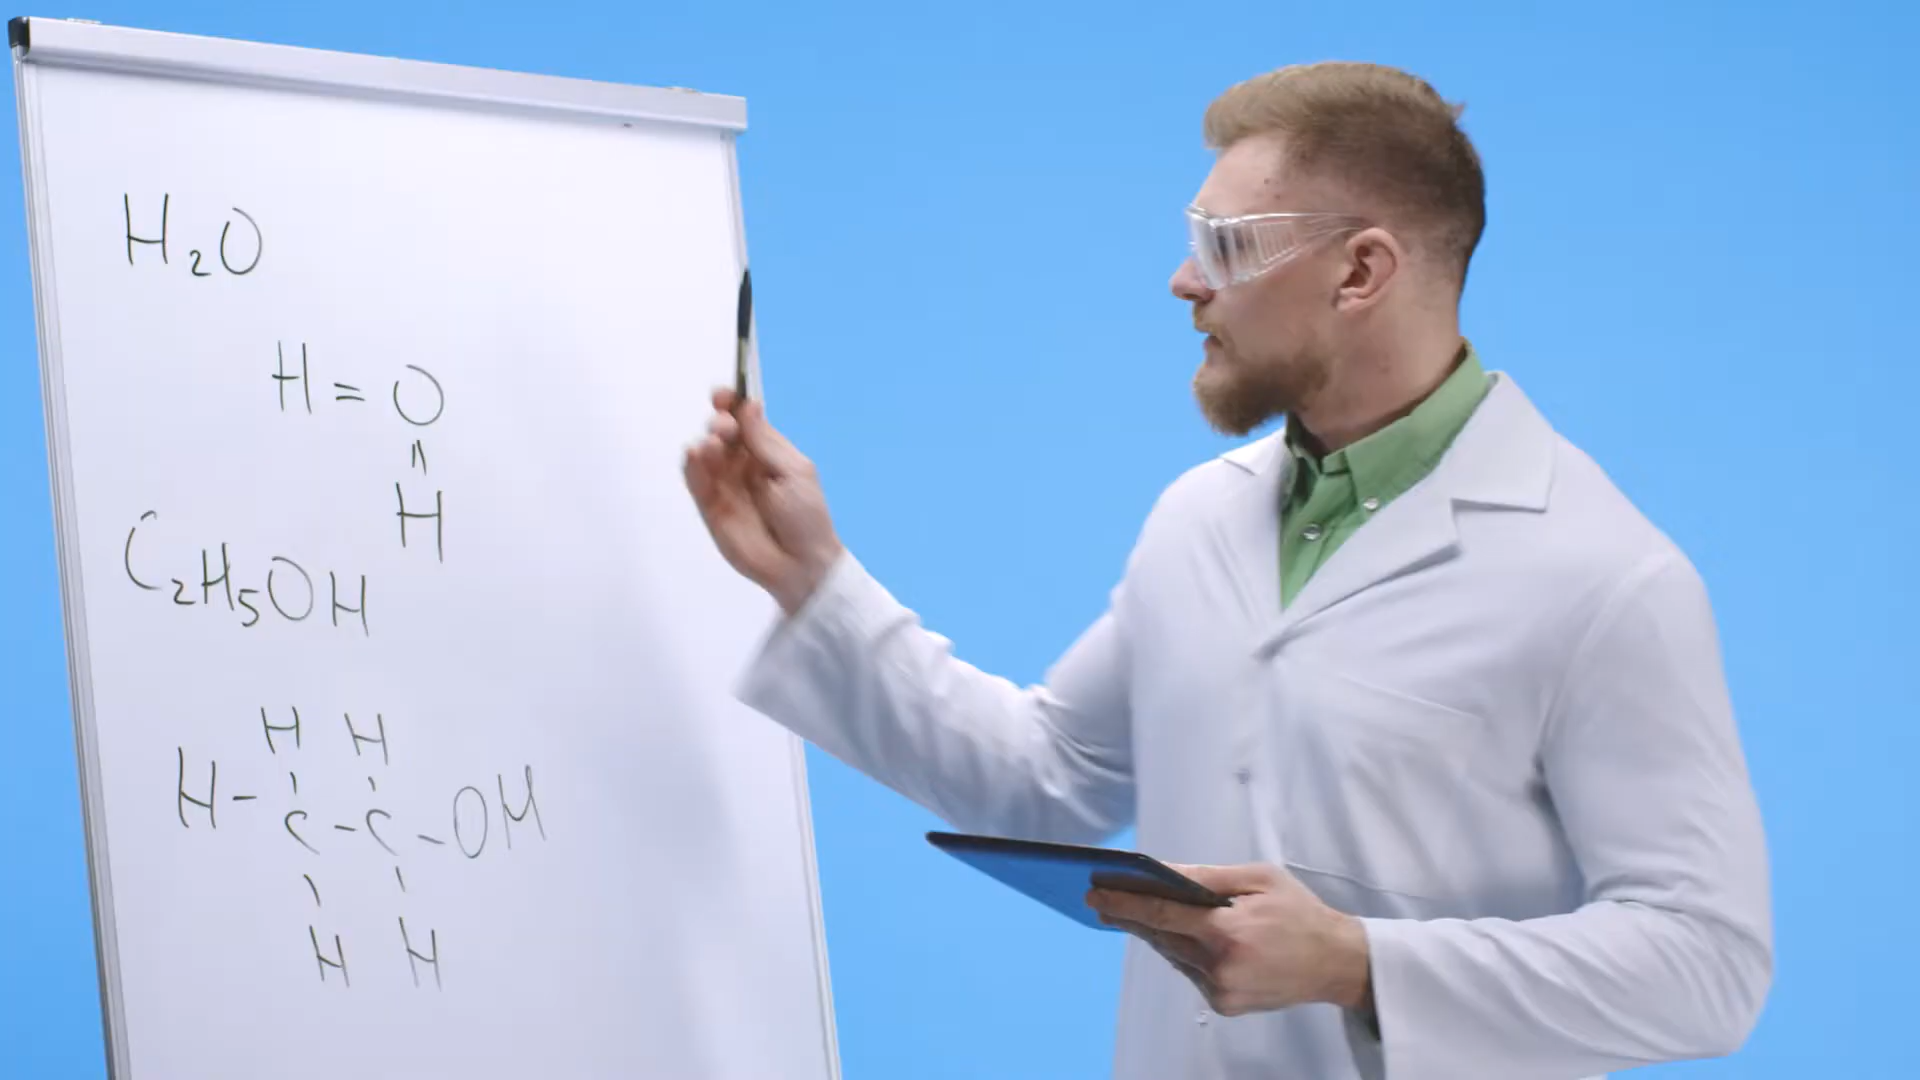 H₂O
H = O
"
H
C₂H₅OH
H H
H - C - C - OH
H H